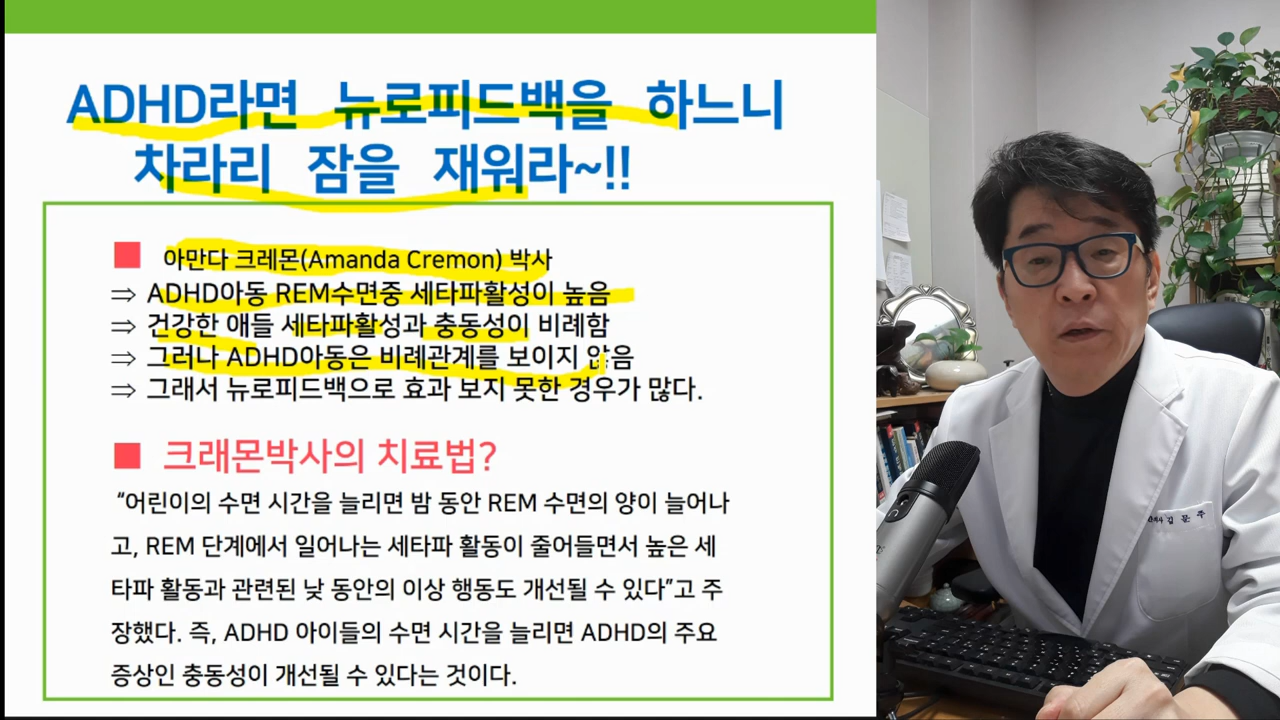 ADHD라면 뉴로피드백을 하느니
차라리 잠을 재워라~!!
■ 아만다 크레몬(Amanda Cremon) 박사
⇒ ADHD아동 REM수면중 세타파활성이 높음
⇒ 건강한 애들 세타파활성과 충동성이 비례함
⇒ 그러나 ADHD아동은 비례관계를 보이지 않음
⇒ 그래서 뉴로피드백으로 효과 보지 못한 경우가 많다.
■ 크래몬박사의 치료법?
“어린이의 수면 시간을 늘리면 밤 동안 REM 수면의 양이 늘어나
고, REM 단계에서 일어나는 세타파 활동이 줄어들면서 높은 세
타파 활동과 관련된 낮 동안의 이상 행동도 개선될 수 있다”고 주
장했다. 즉, ADHD 아이들의 수면 시간을 늘리면 ADHD의 주요
증상인 충동성이 개선될 수 있다는 것이다.
김 문 주